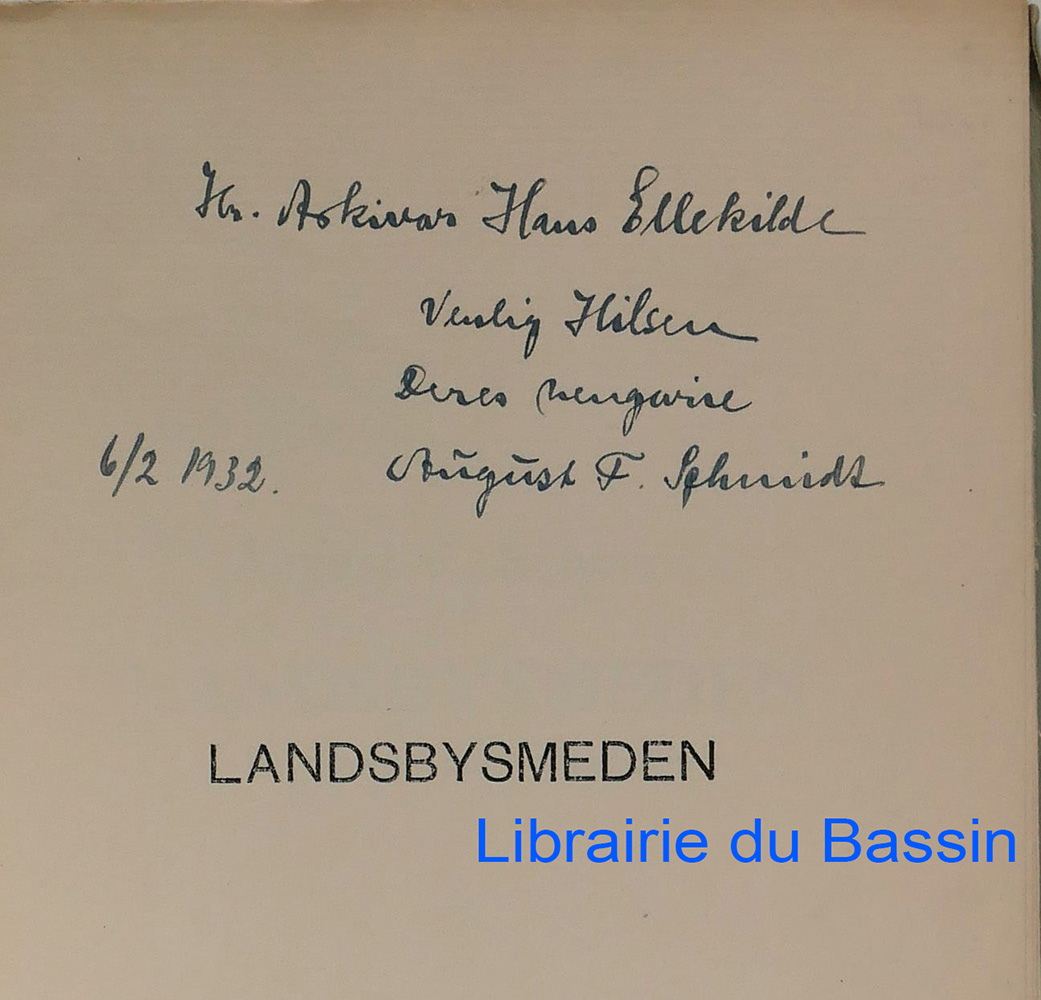 Hr. Arkivar Hans Ellekilde
Venlig Hilsen
Deres hengivne
6/2 1932. August F. Schmidt
LANDSBYSMEDEN
Librairie du Bassin